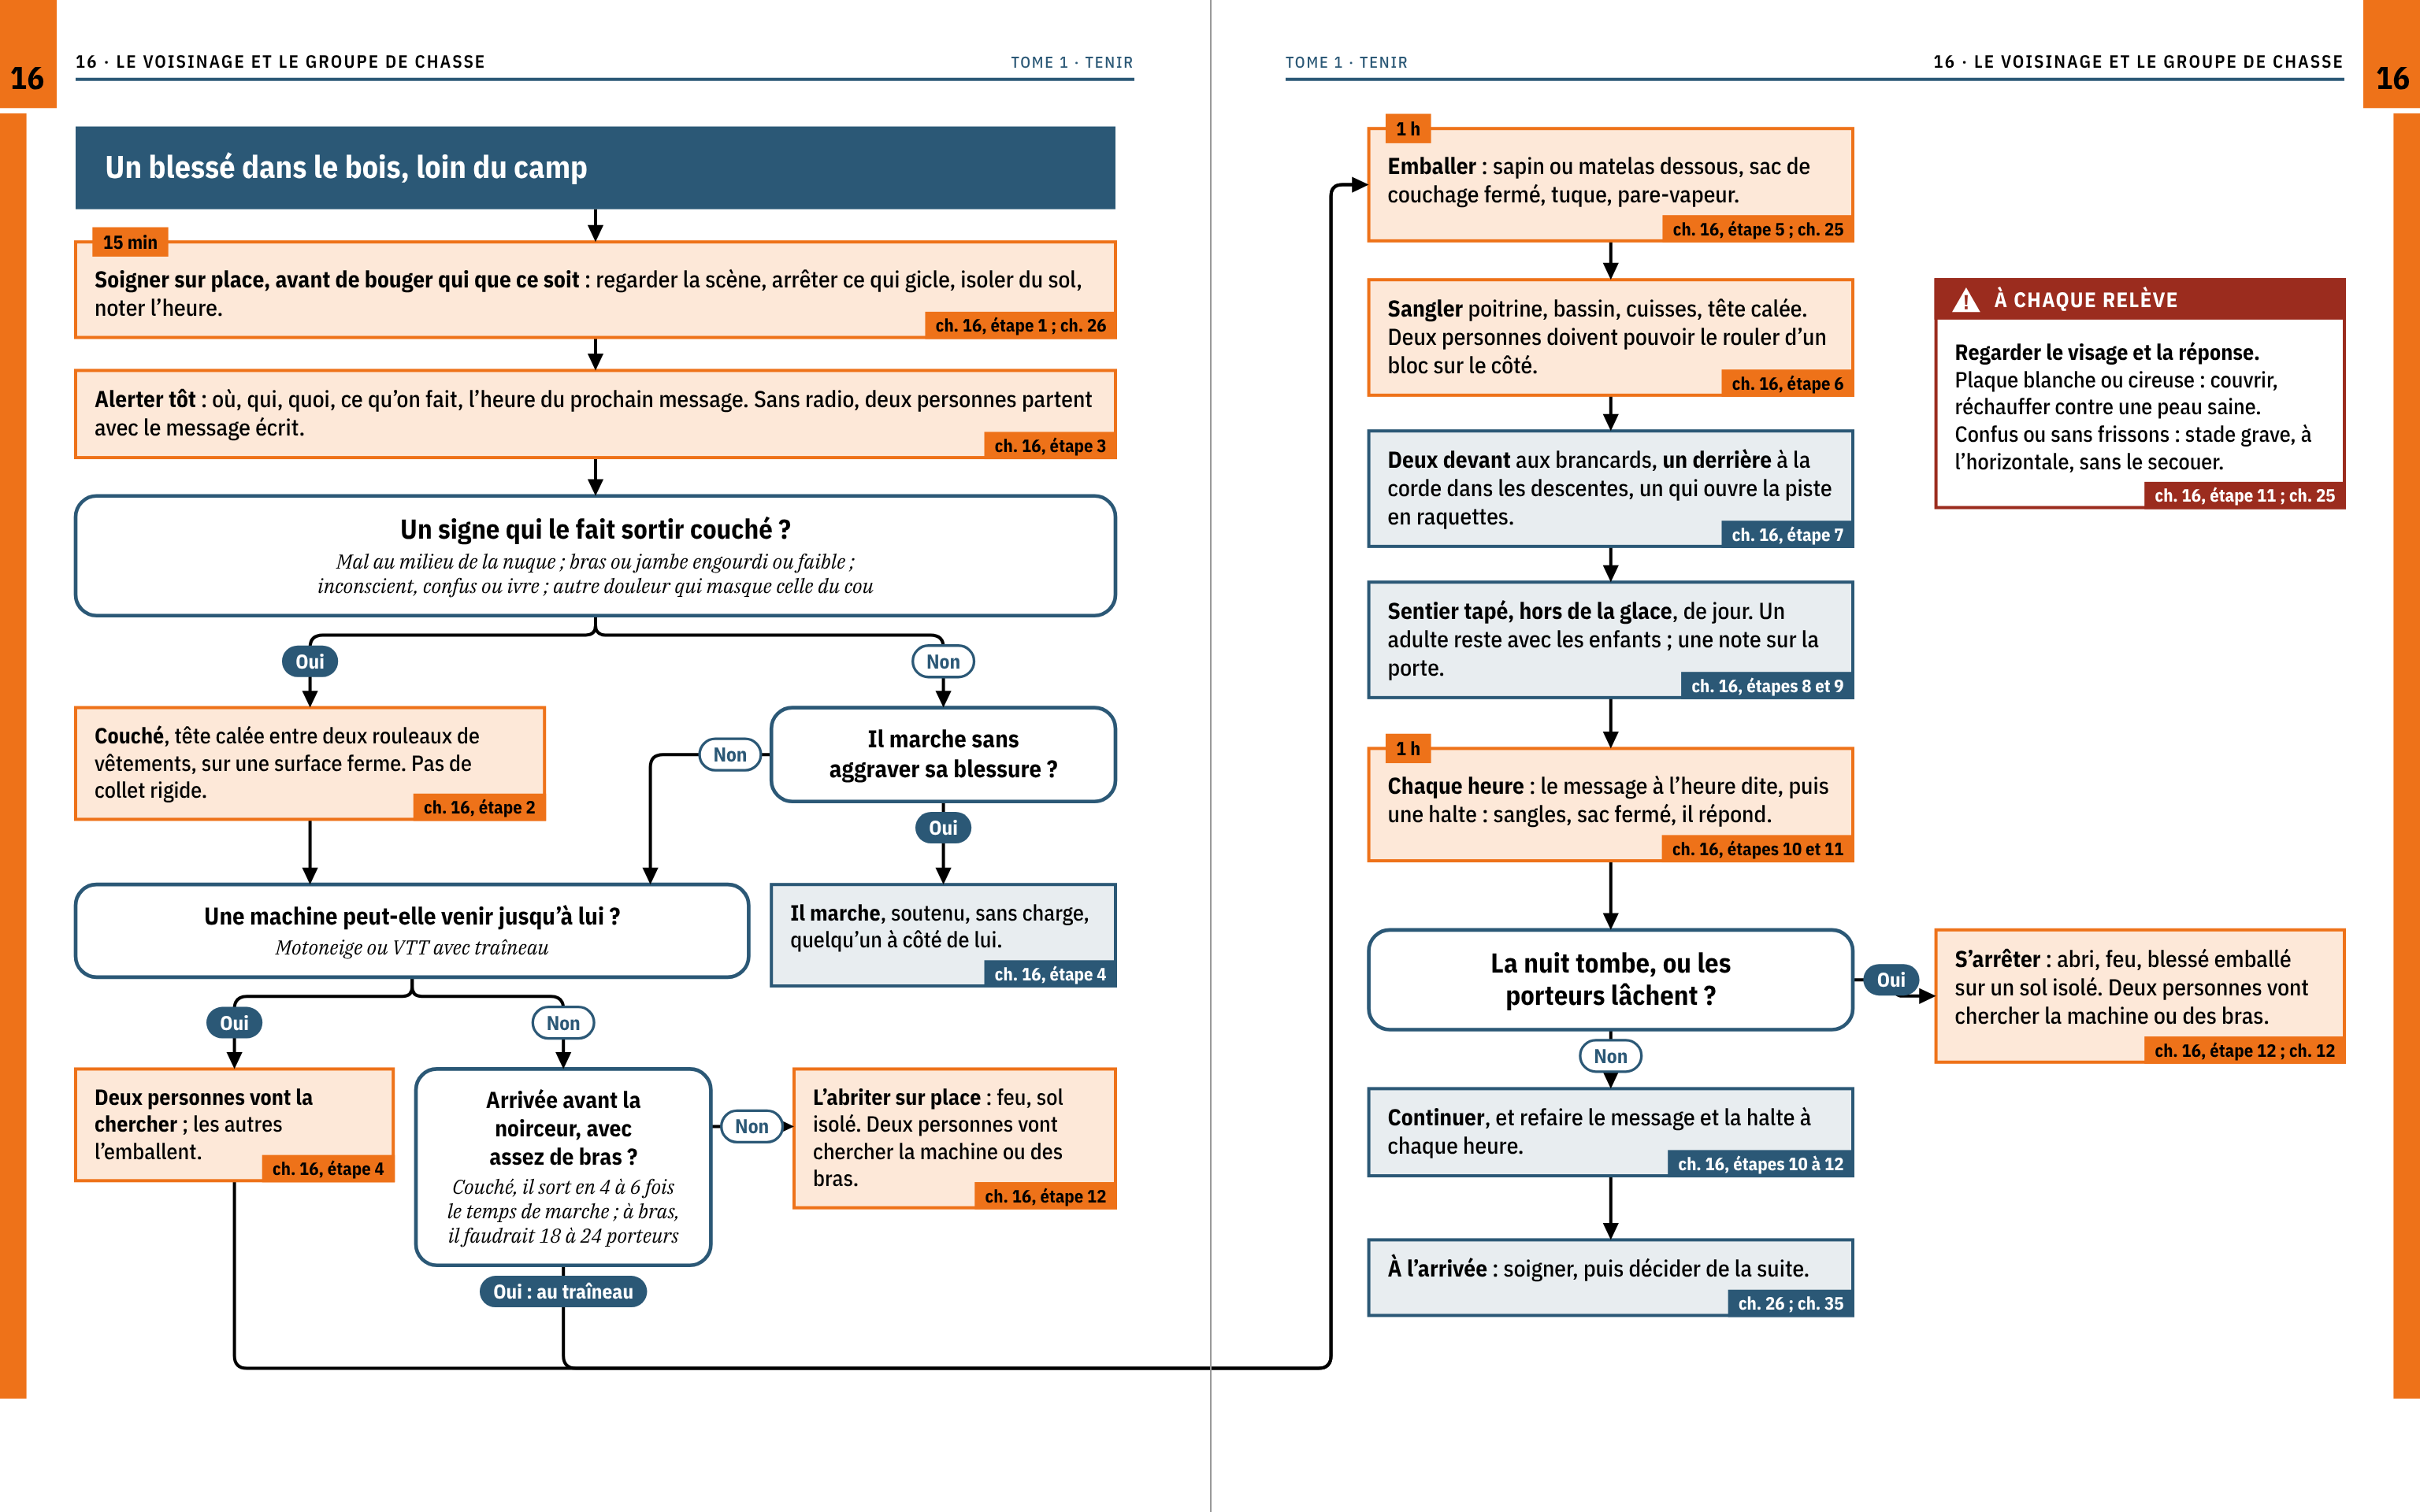 16
16 · LE VOISINAGE ET LE GROUPE DE CHASSE
TOME 1 · TENIR
Un blessé dans le bois, loin du camp
15 min
Soigner sur place, avant de bouger qui que ce soit : regarder la scène, arrêter ce qui gicle, isoler du sol,
noter l’heure.
ch. 16, étape 1 ; ch. 26
Alerter tôt : où, qui, quoi, ce qu’on fait, l’heure du prochain message. Sans radio, deux personnes partent
avec le message écrit.
ch. 16, étape 3
Un signe qui le fait sortir couché ?
Mal au milieu de la nuque ; bras ou jambe engourdi ou faible ;
inconscient, confus ou ivre ; autre douleur qui masque celle du cou
Oui
Non
Couché, tête calée entre deux rouleaux de
vêtements, sur une surface ferme. Pas de
collet rigide.
ch. 16, étape 2
Non
Il marche sans
aggraver sa blessure ?
Oui
Une machine peut-elle venir jusqu’à lui ?
Motoneige ou VTT avec traîneau
Il marche, soutenu, sans charge,
quelqu’un à côté de lui.
ch. 16, étape 4
Oui
Non
Deux personnes vont la
chercher ; les autres
l’emballent.
ch. 16, étape 4
Arrivée avant la
noirceur, avec
assez de bras ?
Couché, il sort en 4 à 6 fois
le temps de marche ; à bras,
il faudrait 18 à 24 porteurs
Non
L’abriter sur place : feu, sol
isolé. Deux personnes vont
chercher la machine ou des
bras.
ch. 16, étape 12
Oui : au traîneau
TOME 1 · TENIR
16 · LE VOISINAGE ET LE GROUPE DE CHASSE
16
1 h
Emballer : sapin ou matelas dessous, sac de
couchage fermé, tuque, pare-vapeur.
ch. 16, étape 5 ; ch. 25
Sangler poitrine, bassin, cuisses, tête calée.
Deux personnes doivent pouvoir le rouler d’un
bloc sur le côté.
ch. 16, étape 6
À CHAQUE RELÈVE
Regarder le visage et la réponse.
Plaque blanche ou cireuse : couvrir,
réchauffer contre une peau saine.
Confus ou sans frissons : stade grave, à
l’horizontale, sans le secouer.
ch. 16, étape 11 ; ch. 25
Deux devant aux brancards, un derrière à la
corde dans les descentes, un qui ouvre la piste
en raquettes.
ch. 16, étape 7
Sentier tapé, hors de la glace, de jour. Un
adulte reste avec les enfants ; une note sur la
porte.
ch. 16, étapes 8 et 9
1 h
Chaque heure : le message à l’heure dite, puis
une halte : sangles, sac fermé, il répond.
ch. 16, étapes 10 et 11
La nuit tombe, ou les
porteurs lâchent ?
Oui
S’arrêter : abri, feu, blessé emballé
sur un sol isolé. Deux personnes vont
chercher la machine ou des bras.
ch. 16, étape 12 ; ch. 12
Non
Continuer, et refaire le message et la halte à
chaque heure.
ch. 16, étapes 10 à 12
À l’arrivée : soigner, puis décider de la suite.
ch. 26 ; ch. 35